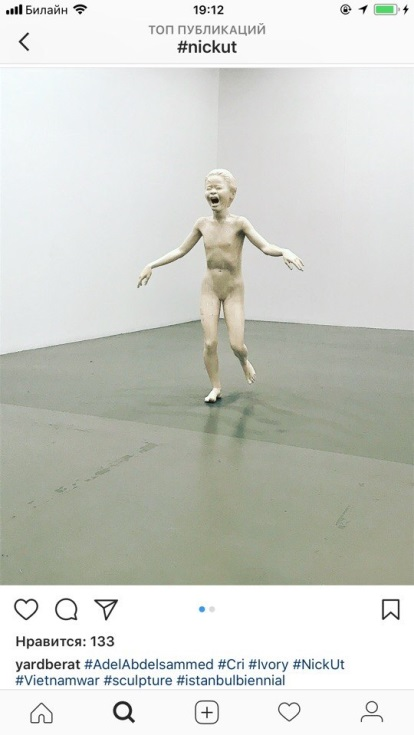 Билайн 19:12
ТОП ПУБЛИКАЦИЙ
#nickut
Нравится: 133
yardberat #AdelAbdelsammed #Cri #Ivory #NickUt
#Vietnamwar #sculpture #istanbulbiennial